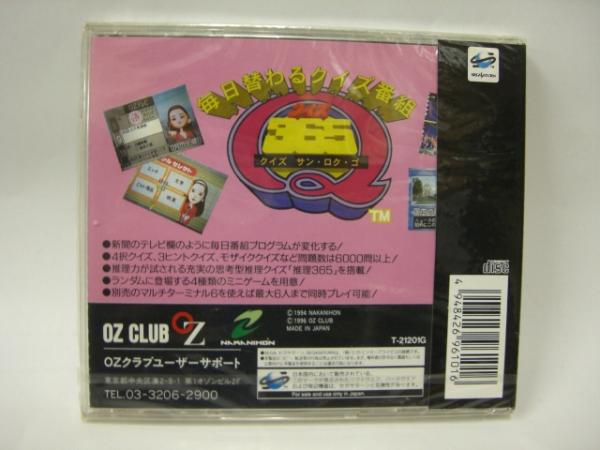 毎日替わるクイズ番組
クイズ
365
クイズ サン・ロク・ゴ
TM
●新聞のテレビ欄のように毎日番組プログラムが変化する!
●4択クイズ、3ヒントクイズ、モザイククイズなど問題数は6000問以上!
●推理力が試される充実の思考型推理クイズ「推理365」を搭載!
●ランダムに登場する4種類のミニゲームを用意!
●別売のマルチターミナル6を使えば最大6人まで同時プレイ可能!
OZ CLUB
OZ
NAKANIHON
© 1994 NAKANIHON
© 1996 OZ CLUB
MADE IN JAPAN
T-21201G
OZクラブユーザーサポート
TEL.03-3206-2900
For sale and use only in Japan.
disc
4948426961016